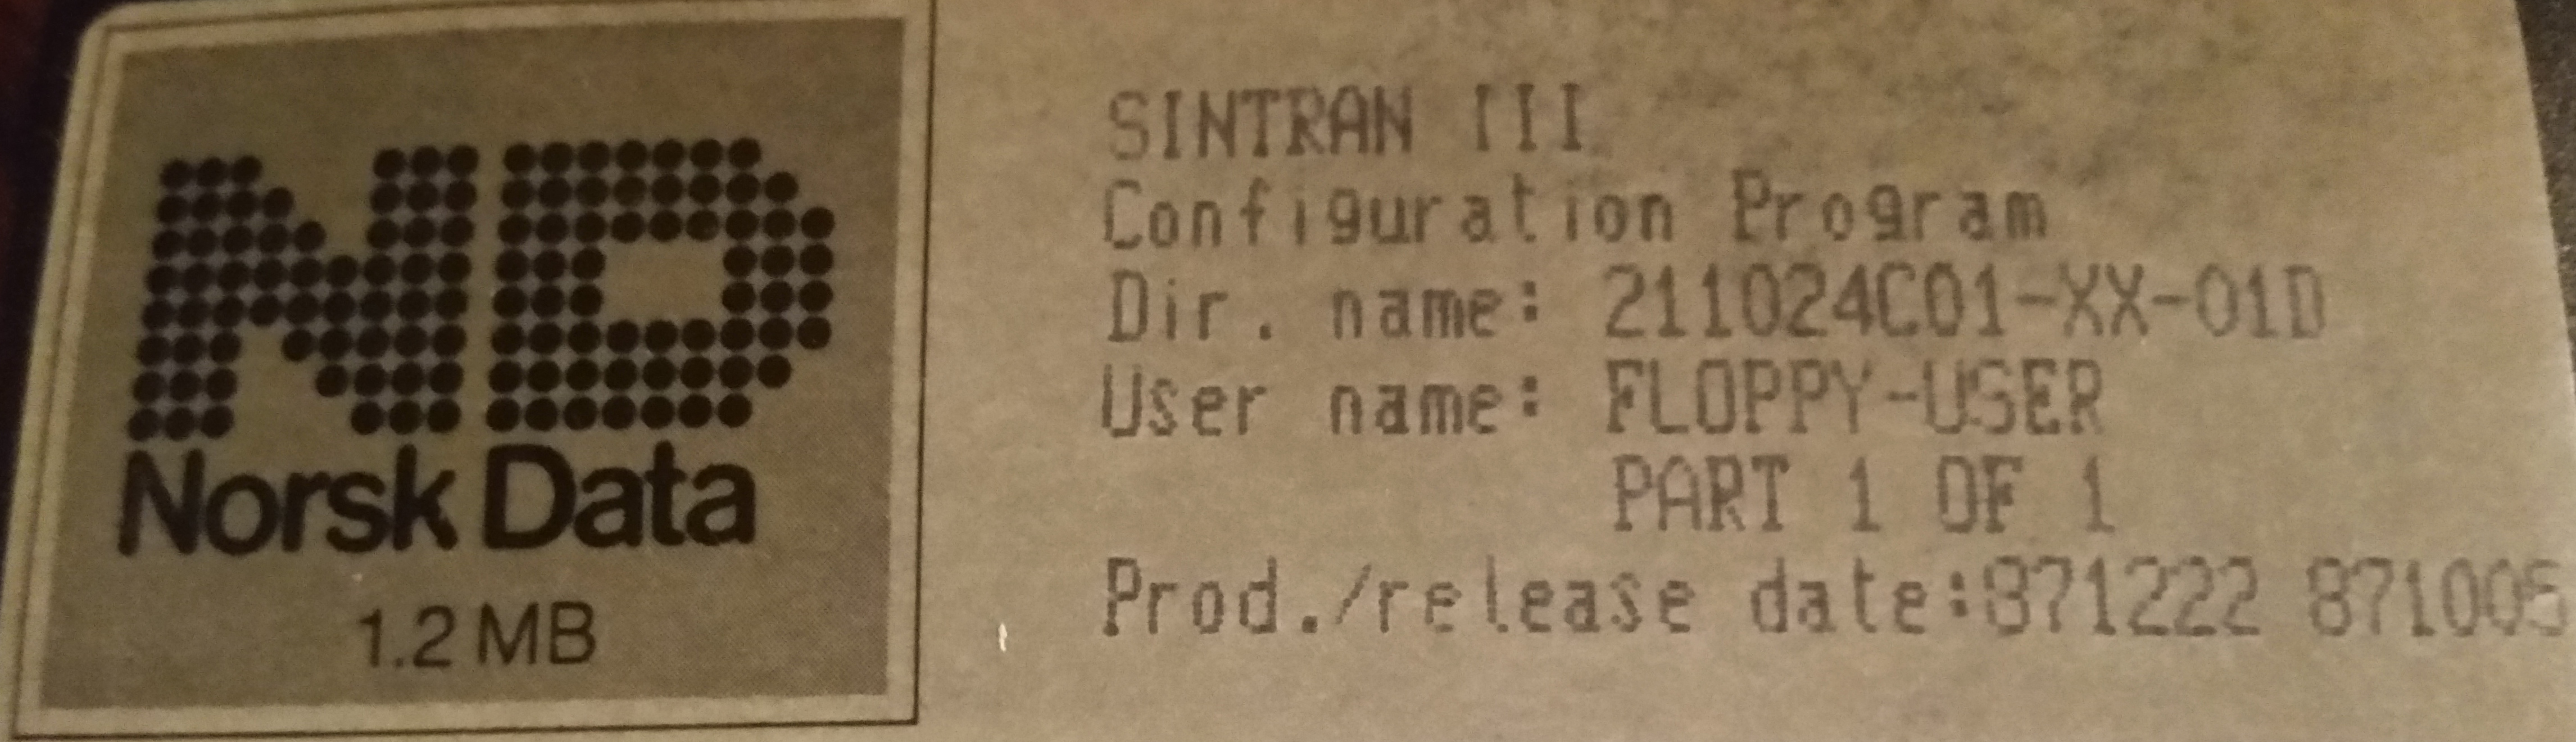 ND
Norsk Data
1.2 MB
SINTRAN III
Configuration Program
Dir. name: 211024C01-XX-01D
User name: FLOPPY-USER
PART 1 OF 1
Prod./release date:871222 871005